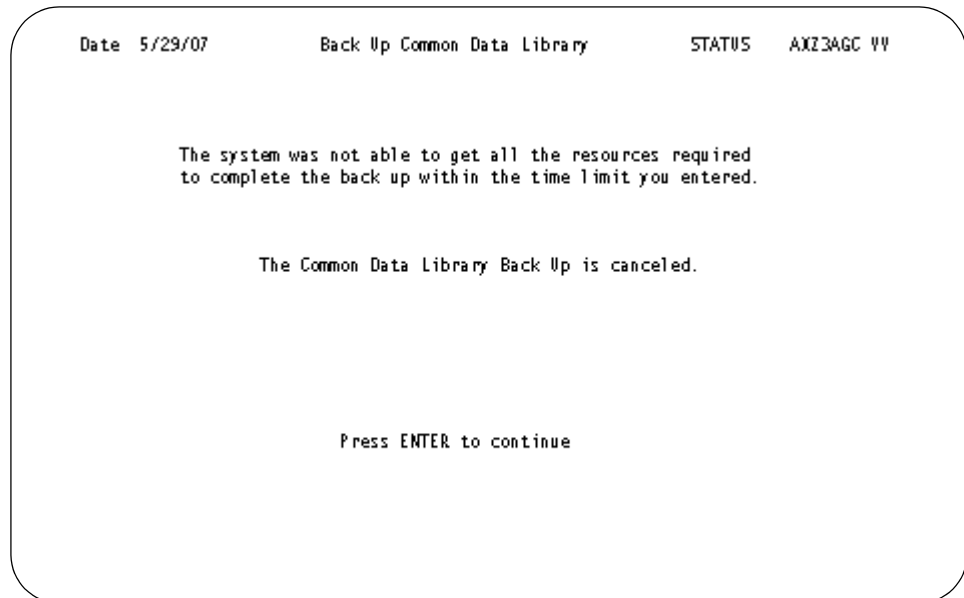 Date 5/29/07 Back Up Common Data Library STATUS AXZ3AGC VV
The system was not able to get all the resources required
to complete the back up within the time limit you entered.
The Common Data Library Back Up is canceled.
Press ENTER to continue